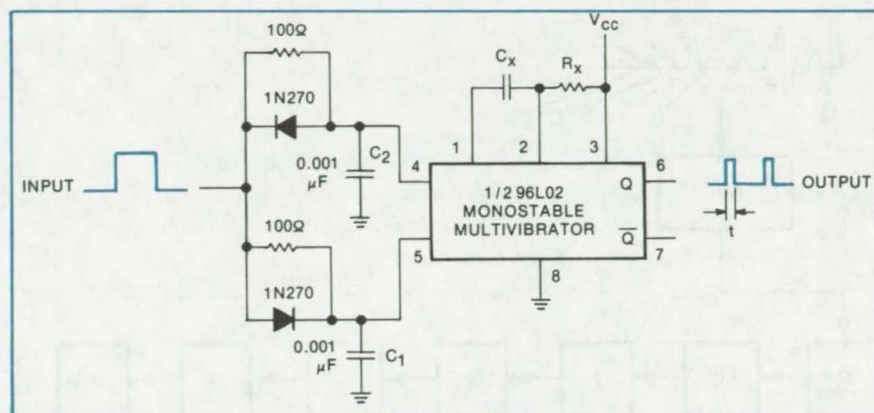 100Ω
1N270
0.001
μF
C2
INPUT
100Ω
1N270
0.001
μF
C1
VCC
Cx
Rx
1
2
3
4
5
6
7
8
1/2 96L02
MONOSTABLE
MULTIVIBRATOR
Q
Q̅
OUTPUT
t